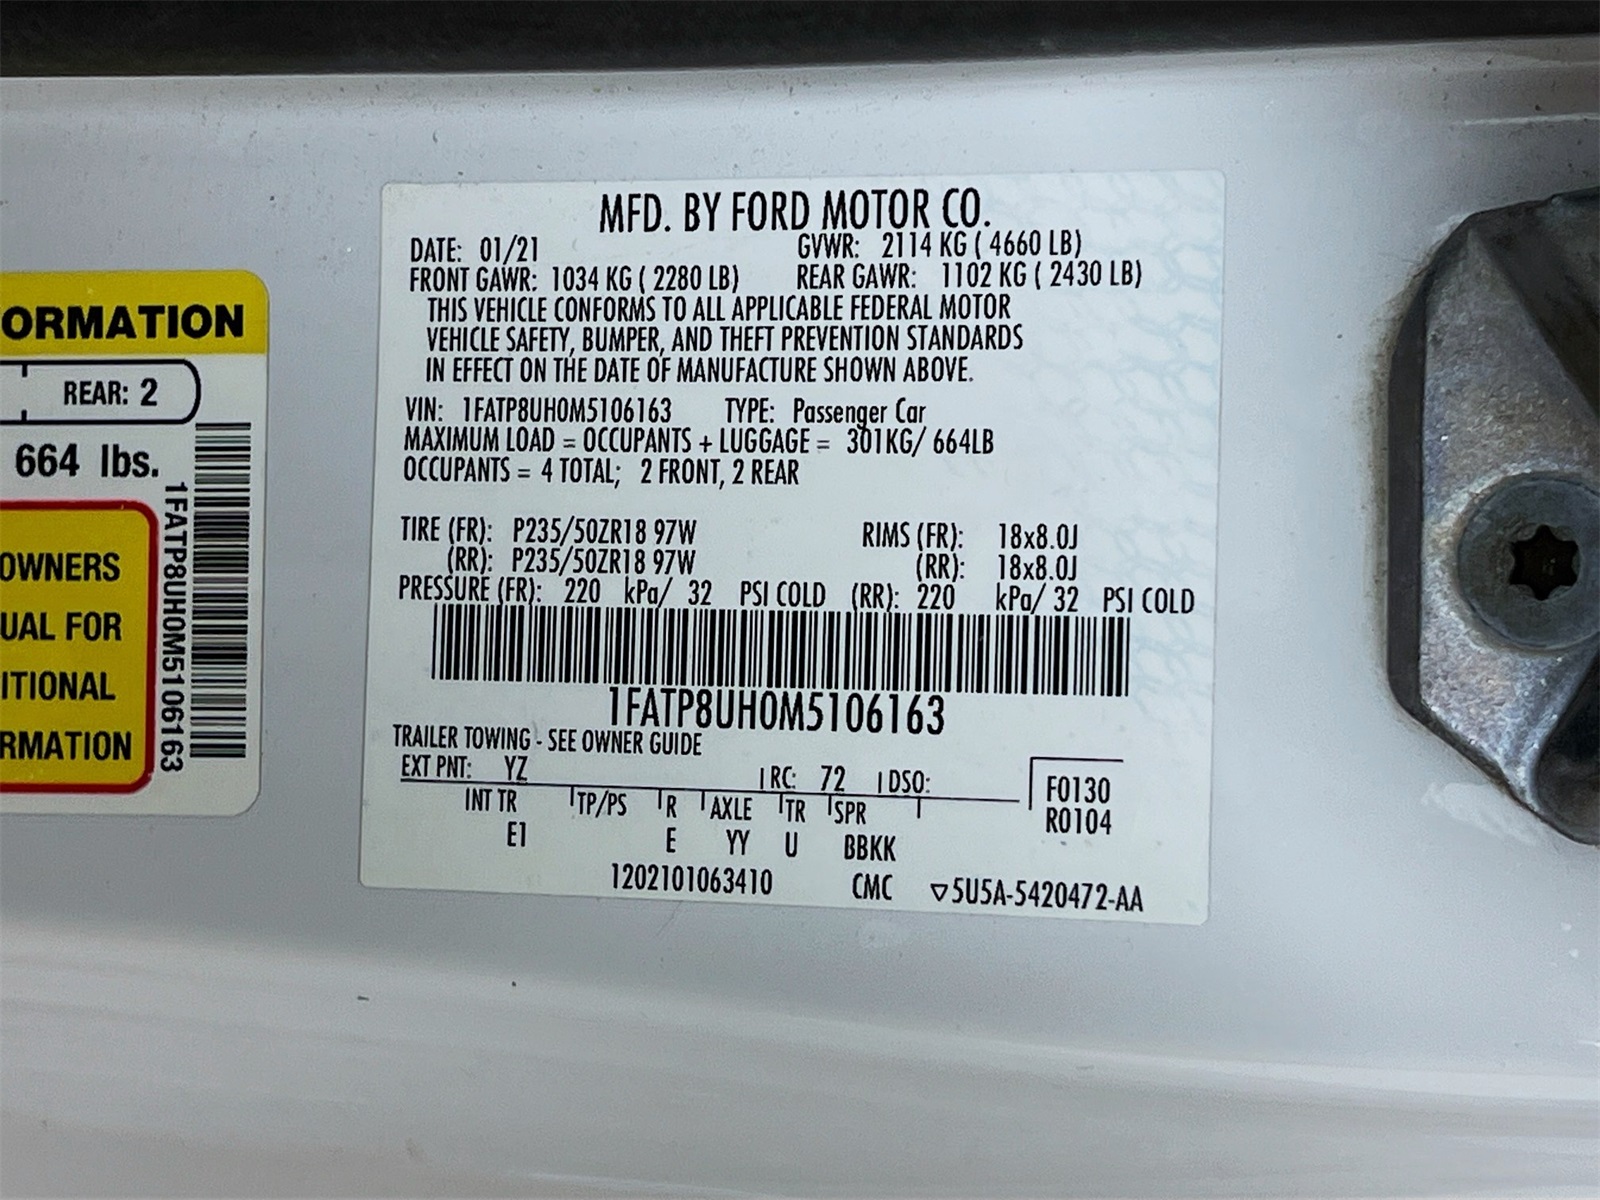 ORMATION
REAR: 2
664 lbs.
OWNERS
UAL FOR
ITIONAL
RMATION
1FATP8UH0M5106163
MFD. BY FORD MOTOR CO.
DATE: 01/21 GVWR: 2114 KG ( 4660 LB)
FRONT GAWR: 1034 KG ( 2280 LB) REAR GAWR: 1102 KG ( 2430 LB)
THIS VEHICLE CONFORMS TO ALL APPLICABLE FEDERAL MOTOR
VEHICLE SAFETY, BUMPER, AND THEFT PREVENTION STANDARDS
IN EFFECT ON THE DATE OF MANUFACTURE SHOWN ABOVE.
VIN: 1FATP8UH0M5106163 TYPE: Passenger Car
MAXIMUM LOAD = OCCUPANTS + LUGGAGE = 301KG/ 664LB
OCCUPANTS = 4 TOTAL; 2 FRONT, 2 REAR
TIRE (FR): P235/50ZR18 97W RIMS (FR): 18x8.0J
(RR): P235/50ZR18 97W (RR): 18x8.0J
PRESSURE (FR): 220 kPa/ 32 PSI COLD (RR): 220 kPa/ 32 PSI COLD
1FATP8UH0M5106163
TRAILER TOWING - SEE OWNER GUIDE
EXT PNT: YZ RC: 72 DSO: F0130
INT TR TP/PS R AXLE TR SPR R0104
E1 E YY U BBKK
1202101063410 CMC ▽5U5A-5420472-AA